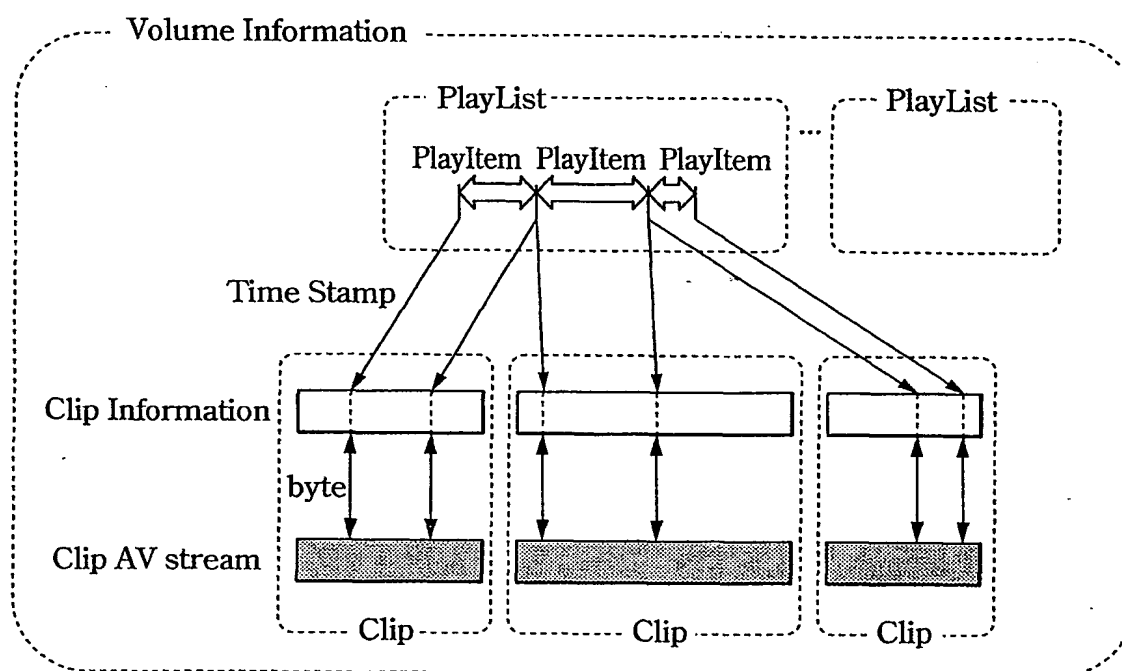 Volume Information
PlayList
PlayList
...
PlayItem PlayItem PlayItem
Time Stamp
Clip Information
byte
Clip AV stream
Clip
Clip
Clip